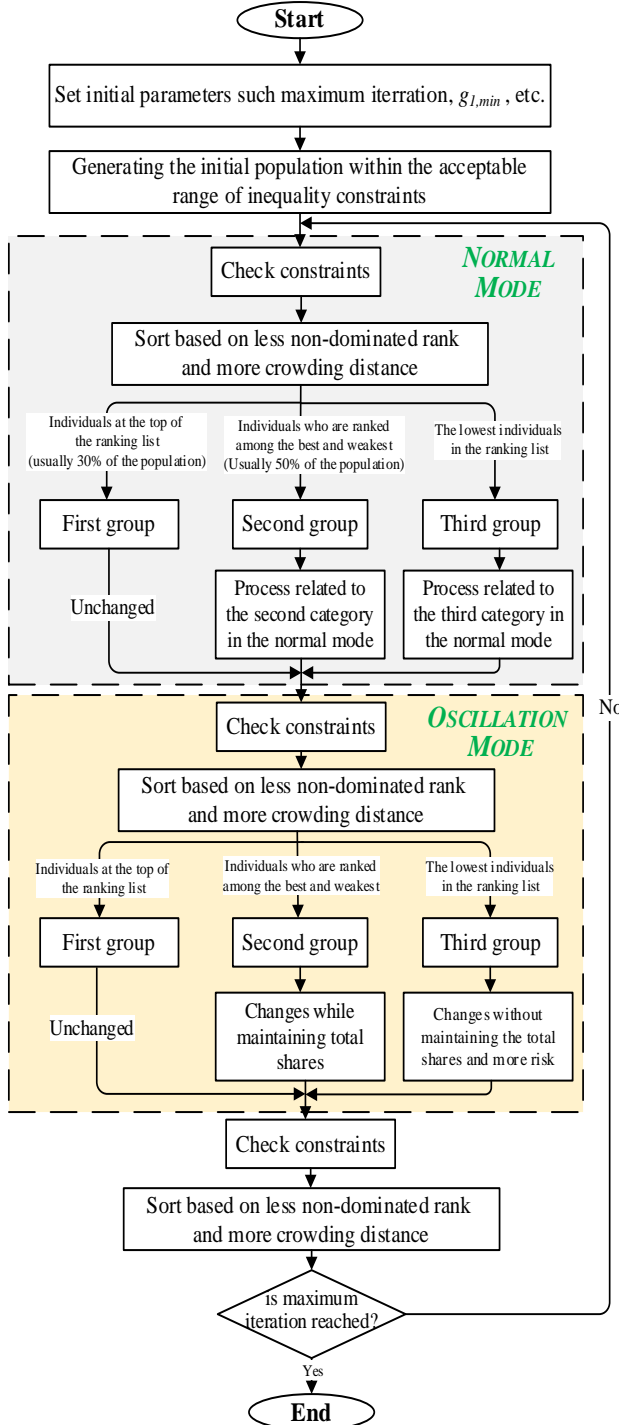 Start
Set initial parameters such maximum iterration, g1,min , etc.
Generating the initial population within the acceptable
range of inequality constraints
NORMAL
MODE
Check constraints
Sort based on less non-dominated rank
and more crowding distance
Individuals at the top of
the ranking list
(usually 30% of the population)
Individuals who are ranked
among the best and weakest
(Usually 50% of the population)
The lowest individuals
in the ranking list
First group
Second group
Third group
Unchanged
Process related to
the second category
in the normal mode
Process related to
the third category in
the normal mode
OSCILLATION
MODE
No
Check constraints
Sort based on less non-dominated rank
and more crowding distance
Individuals at the top of
the ranking list
Individuals who are ranked
among the best and weakest
The lowest individuals
in the ranking list
First group
Second group
Third group
Unchanged
Changes while
maintaining total
shares
Changes without
maintaining the total
shares and more risk
Check constraints
Sort based on less non-dominated rank
and more crowding distance
is maximum
iteration reached?
Yes
End